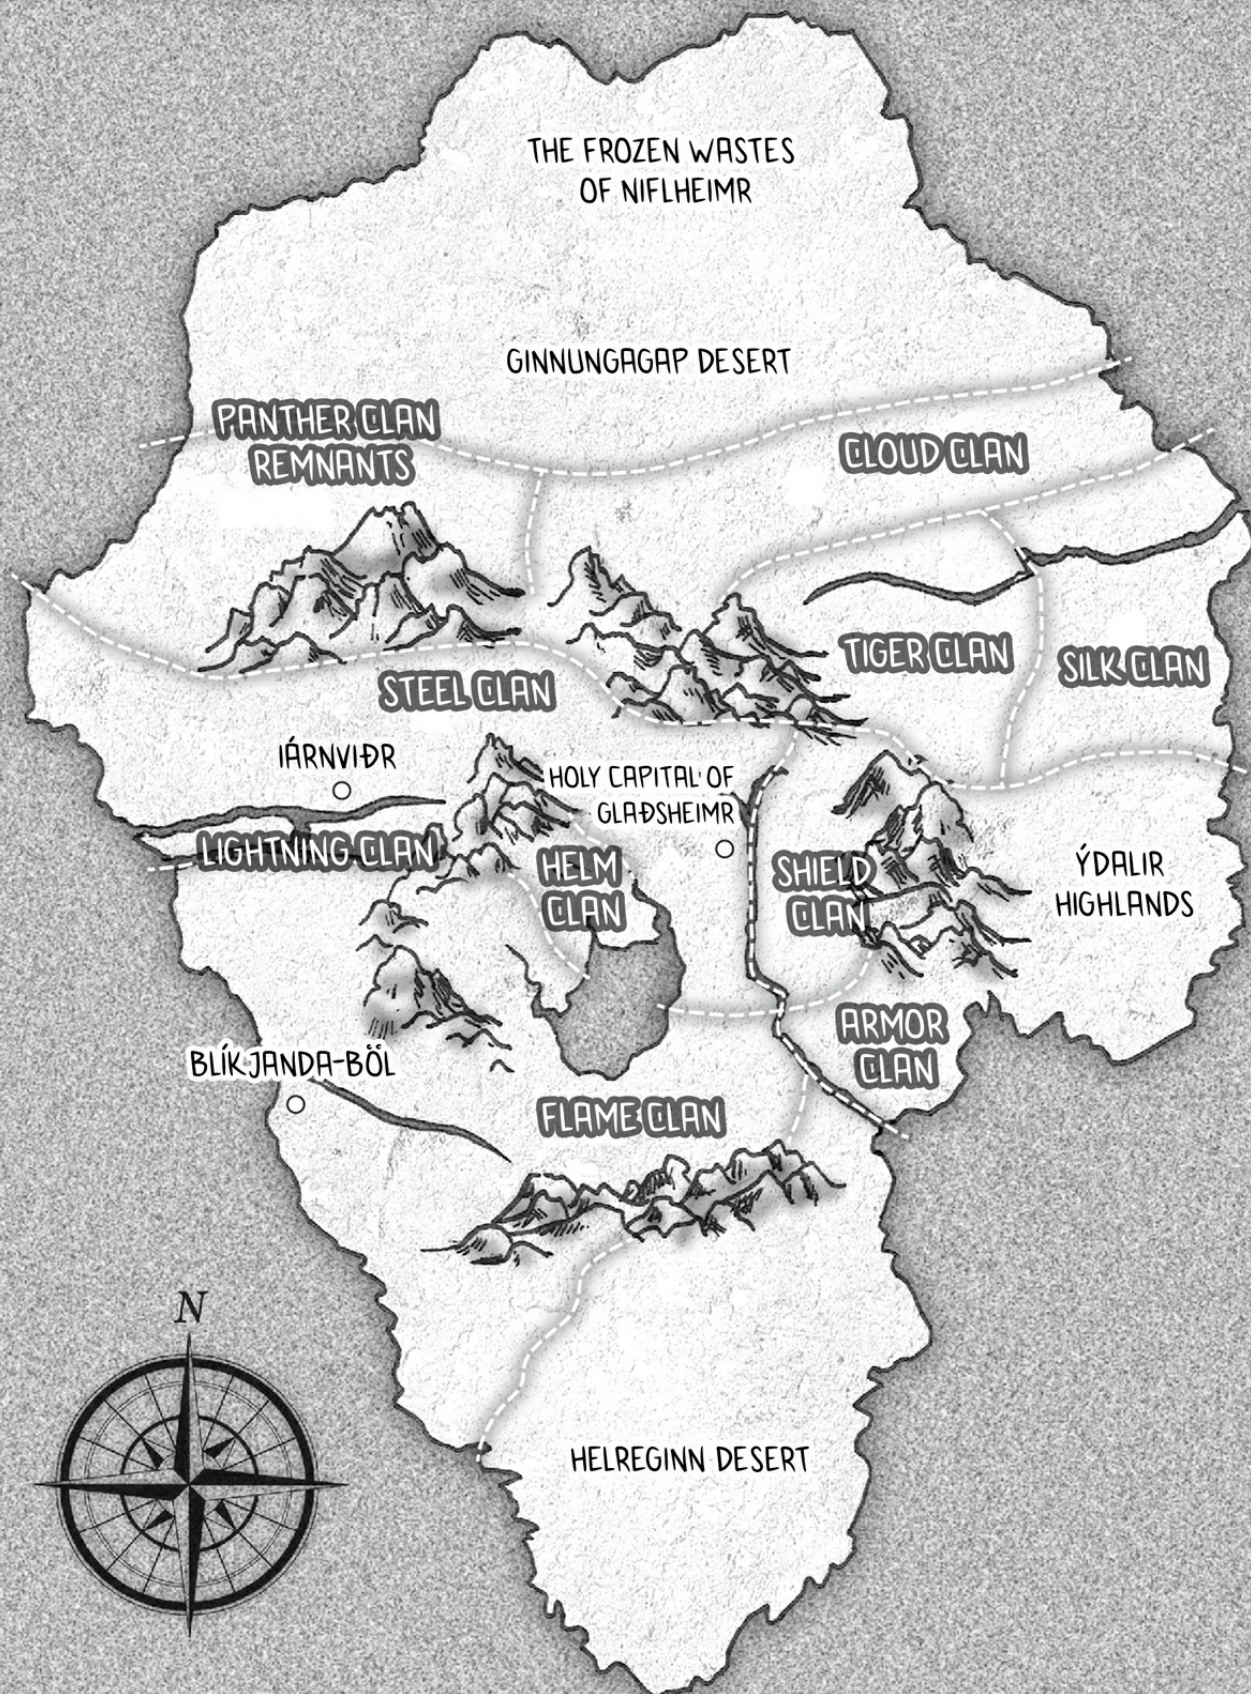 THE FROZEN WASTES
OF NIFLHEIMR
GINNUNGAGAP DESERT
PANTHER CLAN
REMNANTS
CLOUD CLAN
TIGER CLAN
SILK CLAN
STEEL CLAN
IÁRNVIÐR
HOLY CAPITAL OF
GLAÐSHEIMR
LIGHTNING CLAN
HELM
CLAN
SHIELD
CLAN
ÝDALIR
HIGHLANDS
ARMOR
CLAN
BLÍKJANDA-BÖL
FLAME CLAN
N
HELREGINN DESERT